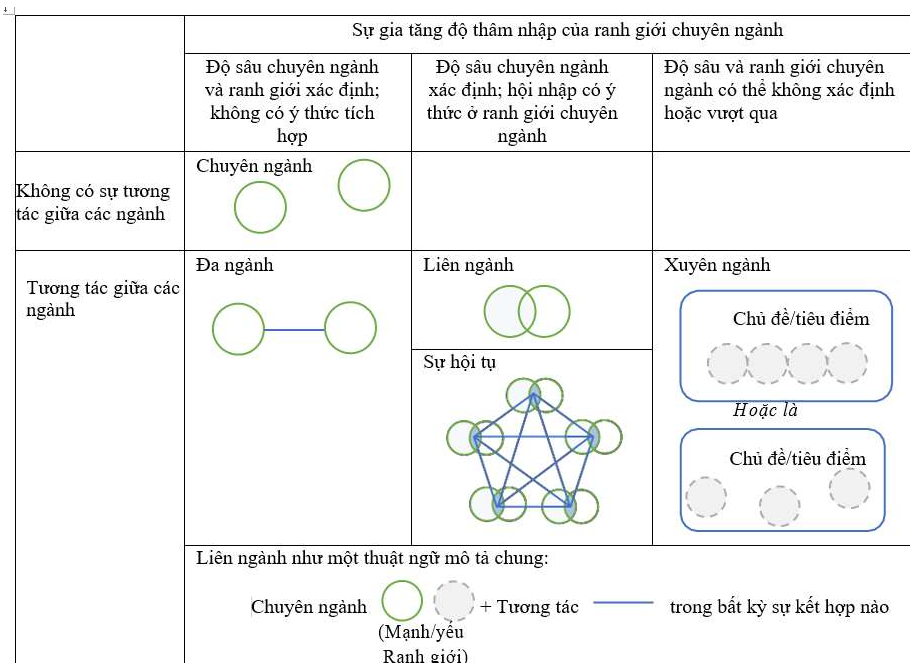 Sự gia tăng độ thâm nhập của ranh giới chuyên ngành
Độ sâu chuyên ngành
và ranh giới xác định;
không có ý thức tích
hợp
Độ sâu chuyên ngành
xác định; hội nhập có ý
thức ở ranh giới chuyên
ngành
Độ sâu và ranh giới chuyên
ngành có thể không xác định
hoặc vượt qua
Không có sự tương
tác giữa các ngành
Chuyên ngành
Tương tác giữa các
ngành
Đa ngành
Liên ngành
Sự hội tụ
Xuyên ngành
Chủ đề/tiêu điểm
Hoặc là
Chủ đề/tiêu điểm
Liên ngành như một thuật ngữ mô tả chung:
Chuyên ngành + Tương tác trong bất kỳ sự kết hợp nào
(Mạnh/yếu
Ranh giới)